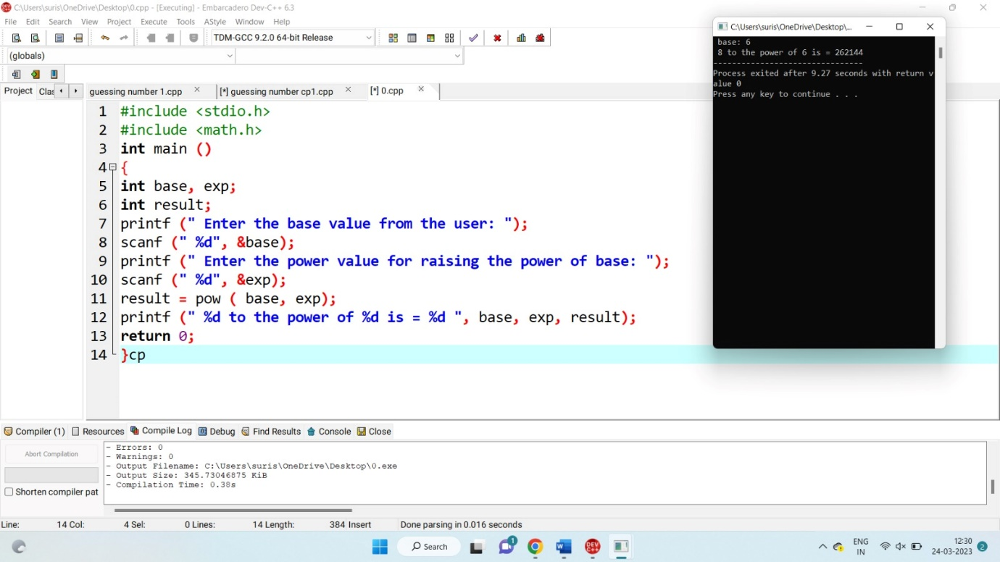 C:\Users\suris\OneDrive\Desktop\0.cpp - [Executing] - Embarcadero Dev-C++ 6.3
File Edit Search View Project Execute Tools AStyle Window Help
TDM-GCC 9.2.0 64-bit Release
(globals)
Project Clas guessing number 1.cpp [*] guessing number cp1.cpp [*] 0.cpp
1 #include <stdio.h>
2 #include <math.h>
3 int main ()
4 {
5 int base, exp;
6 int result;
7 printf (" Enter the base value from the user: ");
8 scanf (" %d", &base);
9 printf (" Enter the power value for raising the power of base: ");
10 scanf (" %d", &exp);
11 result = pow ( base, exp);
12 printf (" %d to the power of %d is = %d ", base, exp, result);
13 return 0;
14 }cp
C:\Users\suris\OneDrive\Desktop\...
base: 6
8 to the power of 6 is = 262144
--------------------------------
Process exited after 9.27 seconds with return v
alue 0
Press any key to continue . . .
Compiler (1) Resources Compile Log Debug Find Results Console Close
Abort Compilation
Shorten compiler pat
- Errors: 0
- Warnings: 0
- Output Filename: C:\Users\suris\OneDrive\Desktop\0.exe
- Output Size: 345.73046875 KiB
- Compilation Time: 0.38s
Line: 14 Col: 4 Sel: 0 Lines: 14 Length: 384 Insert Done parsing in 0.016 seconds
Search
1
DEV C++
ENG
IN
12:30
24-03-2023
2